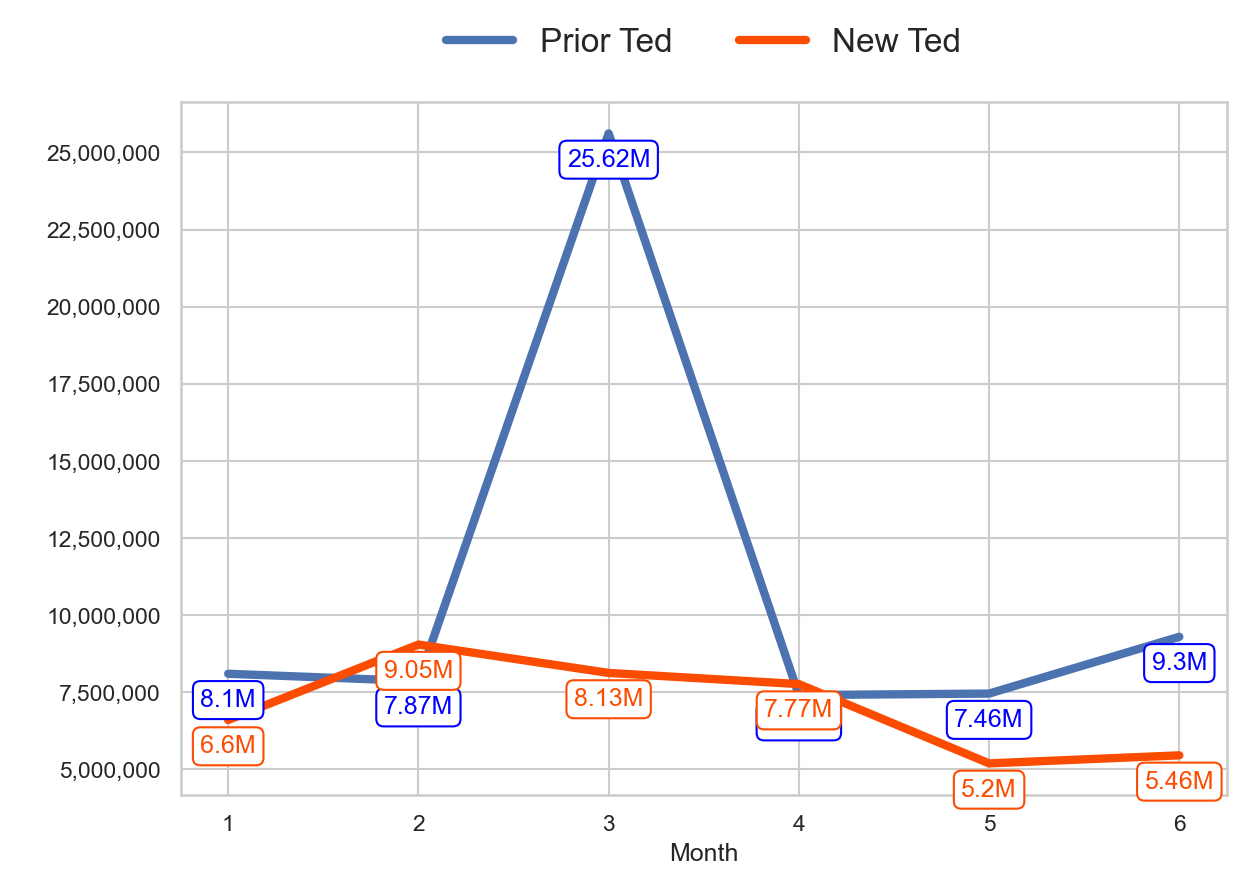 Prior Ted New Ted
25,000,000
22,500,000
20,000,000
17,500,000
15,000,000
12,500,000
10,000,000
7,500,000
5,000,000
25.62M
9.05M
7.87M
8.1M
6.6M
8.13M
7.77M
7.46M
9.3M
5.2M
5.46M
1 2 3 4 5 6
Month